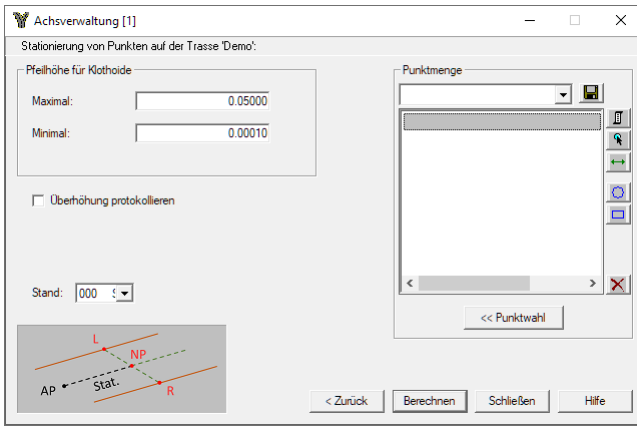 Achsverwaltung [1]
Stationierung von Punkten auf der Trasse 'Demo':
Pfeilhöhe für Klothoide
Maximal: 0.05000
Minimal: 0.00010
Überhöhung protokollieren
Stand: 000
Punktmenge
<< Punktwahl
L
NP
AP
Stat.
R
< Zurück
Berechnen
Schließen
Hilfe